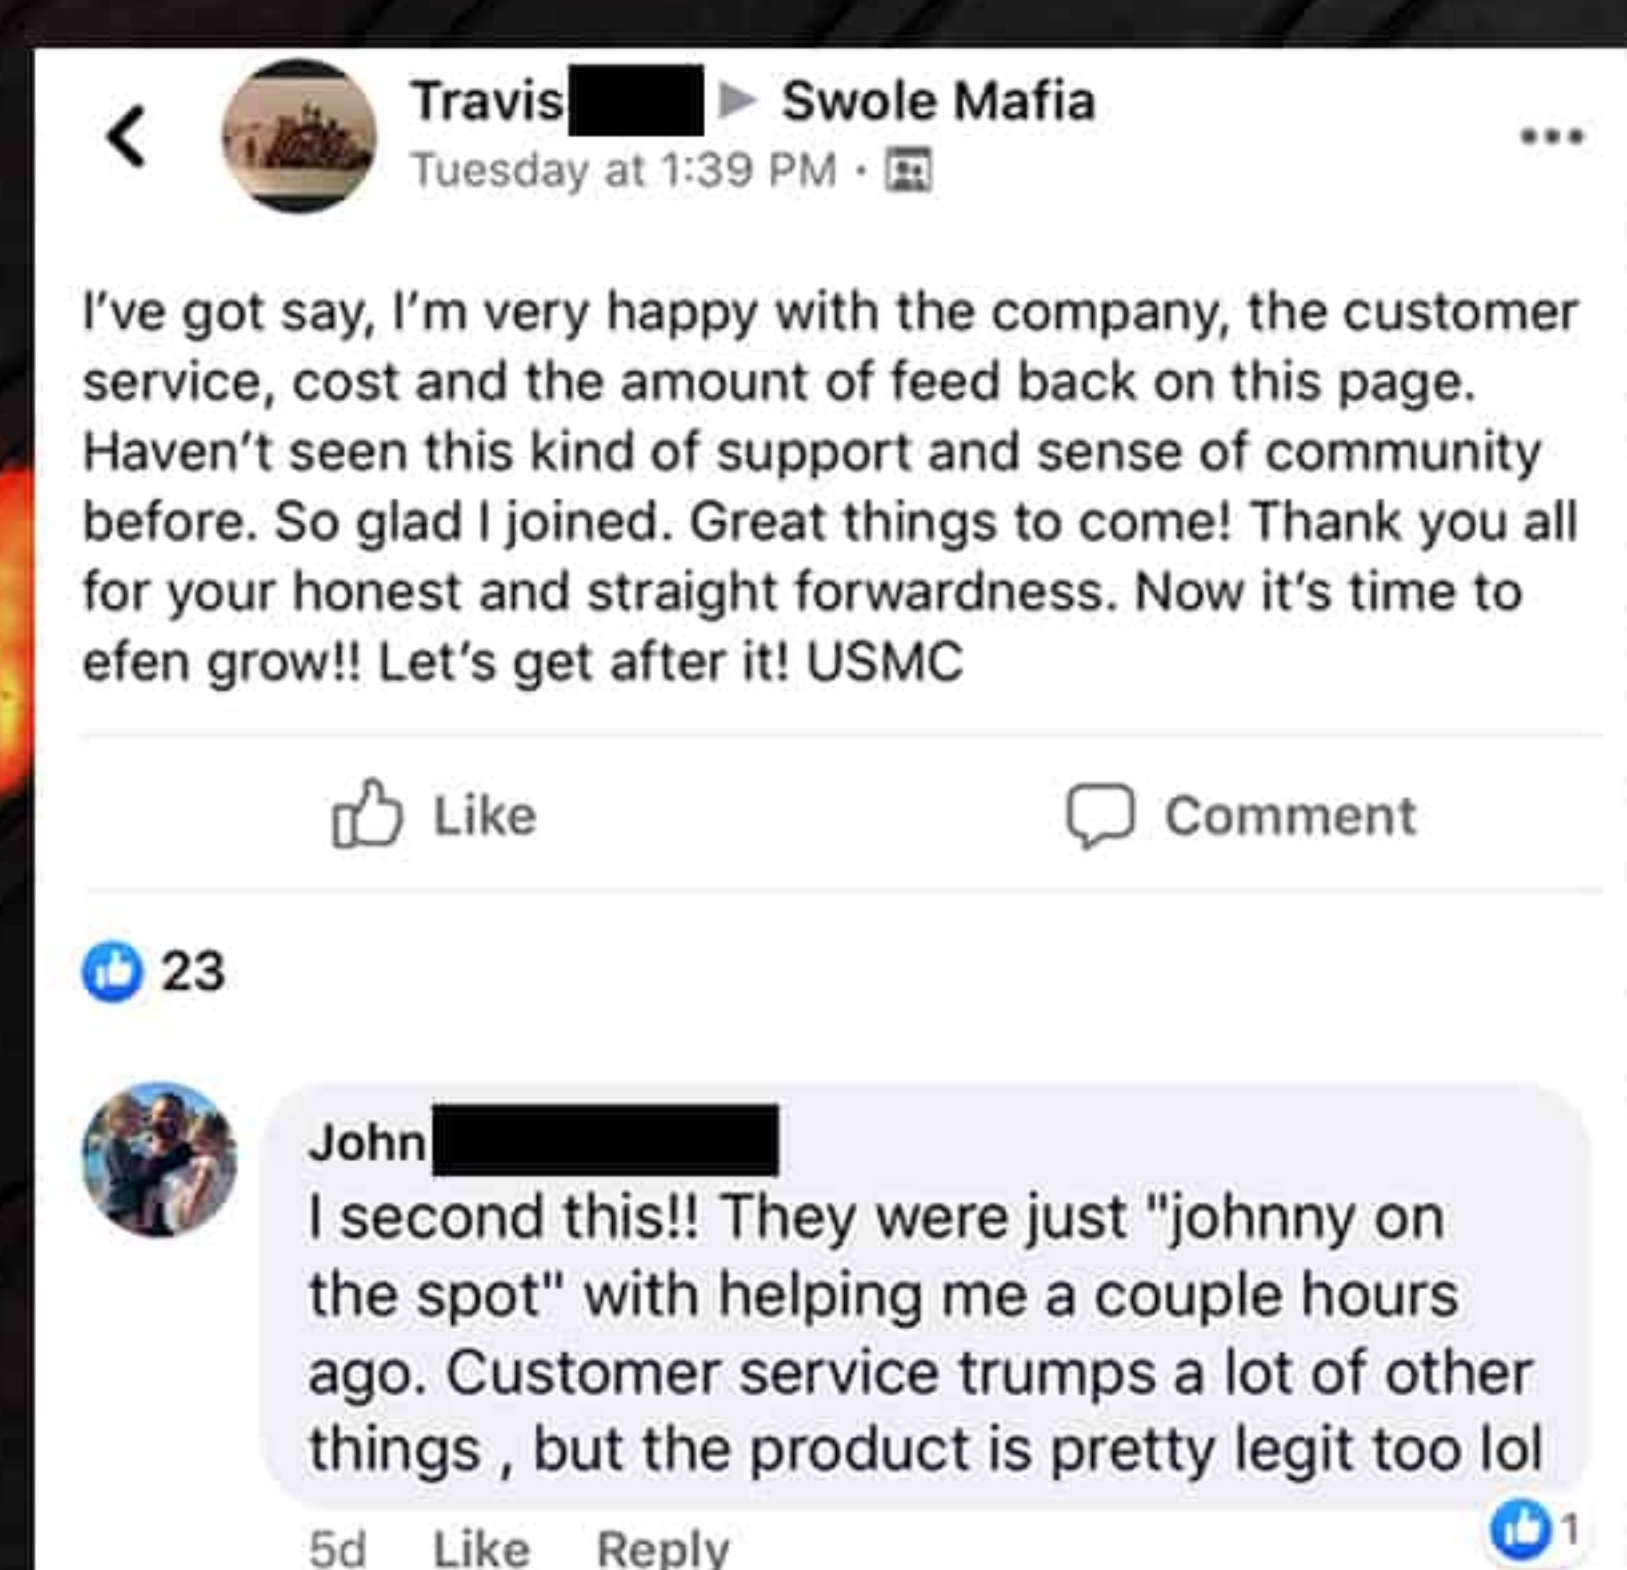 Travis ▶ Swole Mafia
Tuesday at 1:39 PM ·
I've got say, I'm very happy with the company, the customer
service, cost and the amount of feed back on this page.
Haven't seen this kind of support and sense of community
before. So glad I joined. Great things to come! Thank you all
for your honest and straight forwardness. Now it's time to
efen grow!! Let's get after it! USMC
Like Comment
23
John
I second this!! They were just "johnny on
the spot" with helping me a couple hours
ago. Customer service trumps a lot of other
things , but the product is pretty legit too lol
5d Like Reply 1